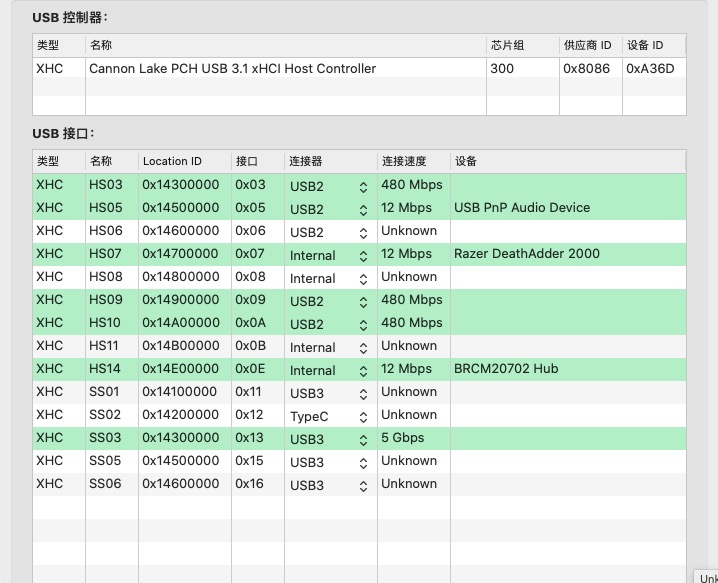 USB 控制器：
类型 名称 芯片组 供应商 ID 设备 ID
XHC Cannon Lake PCH USB 3.1 xHCI Host Controller 300 0x8086 0xA36D
USB 接口：
类型 名称 Location ID 接口 连接器 连接速度 设备
XHC HS03 0x14300000 0x03 USB2 480 Mbps
XHC HS05 0x14500000 0x05 USB2 12 Mbps USB PnP Audio Device
XHC HS06 0x14600000 0x06 USB2 Unknown
XHC HS07 0x14700000 0x07 Internal 12 Mbps Razer DeathAdder 2000
XHC HS08 0x14800000 0x08 Internal Unknown
XHC HS09 0x14900000 0x09 USB2 480 Mbps
XHC HS10 0x14A00000 0x0A USB2 480 Mbps
XHC HS11 0x14B00000 0x0B Internal Unknown
XHC HS14 0x14E00000 0x0E Internal 12 Mbps BRCM20702 Hub
XHC SS01 0x14100000 0x11 USB3 Unknown
XHC SS02 0x14200000 0x12 TypeC Unknown
XHC SS03 0x14300000 0x13 USB3 5 Gbps
XHC SS05 0x14500000 0x15 USB3 Unknown
XHC SS06 0x14600000 0x16 USB3 Unknown